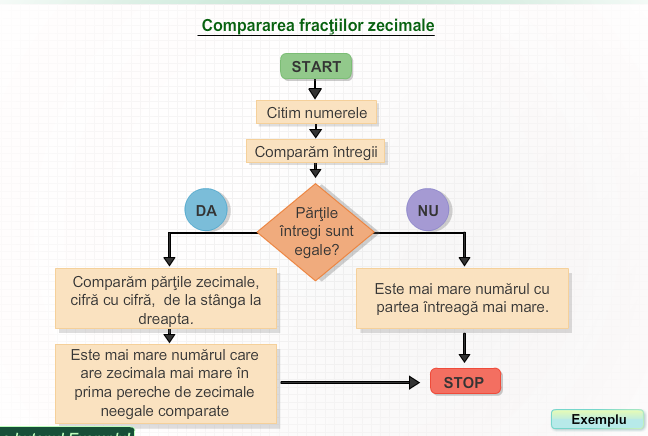 Compararea fracţiilor zecimale
START
Citim numerele
Comparăm întregii
Părţile
întregi sunt
egale?
DA
NU
Comparăm părţile zecimale,
cifră cu cifră, de la stânga la
dreapta.
Este mai mare numărul cu
partea întreagă mai mare.
Este mai mare numărul care
are zecimala mai mare în
prima pereche de zecimale
neegale comparate
STOP
Exemplu